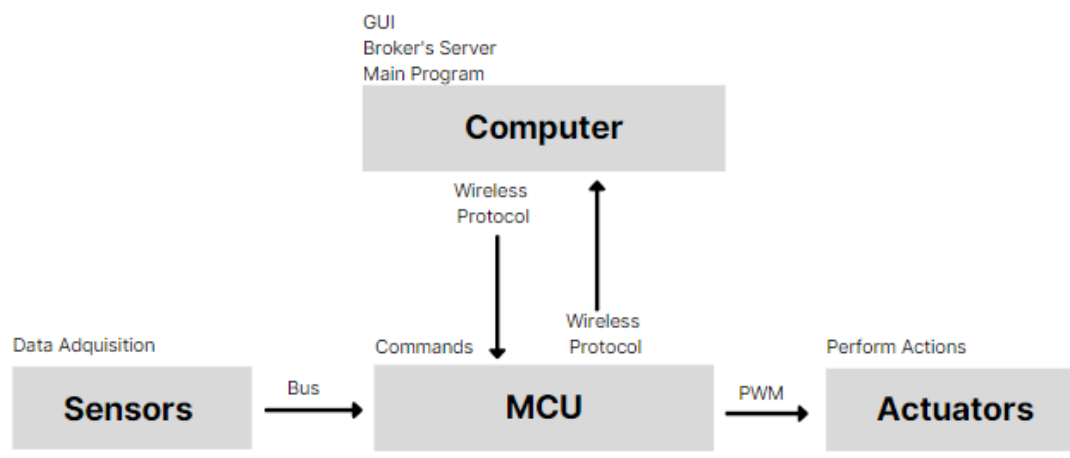 GUI
Broker's Server
Main Program
Computer
Wireless
Protocol
Wireless
Protocol
Data Adquisition
Commands
Perform Actions
Sensors
Bus
MCU
PWM
Actuators